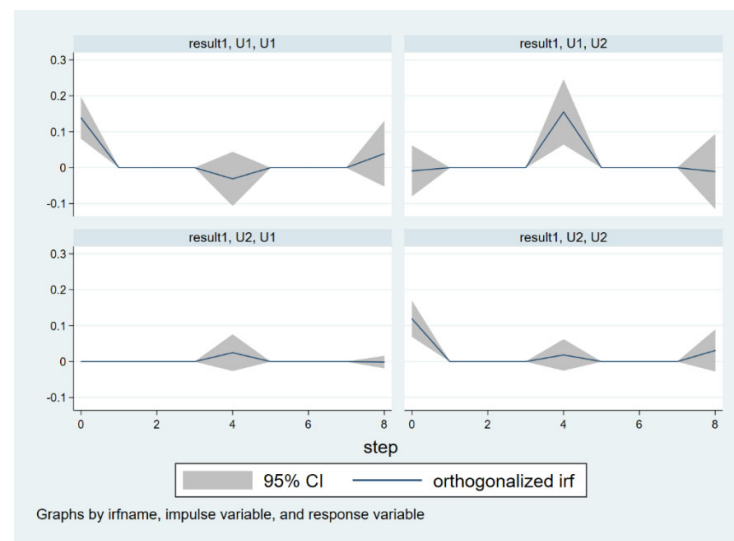 result1, U1, U1
result1, U1, U2
0.3
0.2
0.1
0
-0.1
result1, U2, U1
result1, U2, U2
0.3
0.2
0.1
0
-0.1
0 2 4 6 8
0 2 4 6 8
step
95% CI orthogonalized irf
Graphs by irfname, impulse variable, and response variable